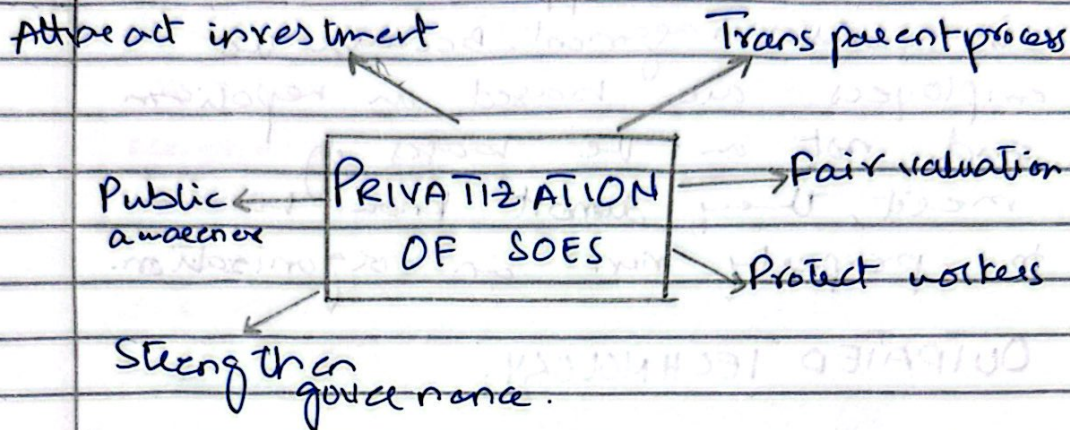 Attract investment
Transparent process
Public
awareness
PRIVATIZATION
OF SOES
Fair valuation
Protect workers
Strengthen
governance.